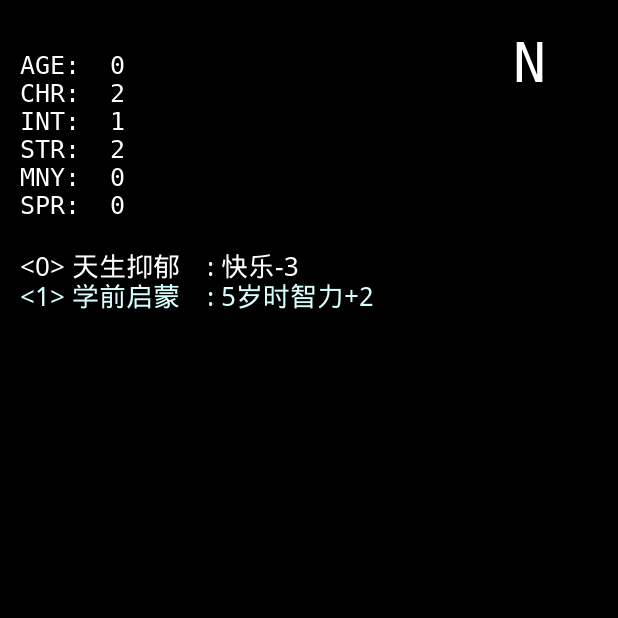 N
AGE: 0
CHR: 2
INT: 1
STR: 2
MNY: 0
SPR: 0
<0> 天生抑郁 : 快乐-3
<1> 学前启蒙 : 5岁时智力+2